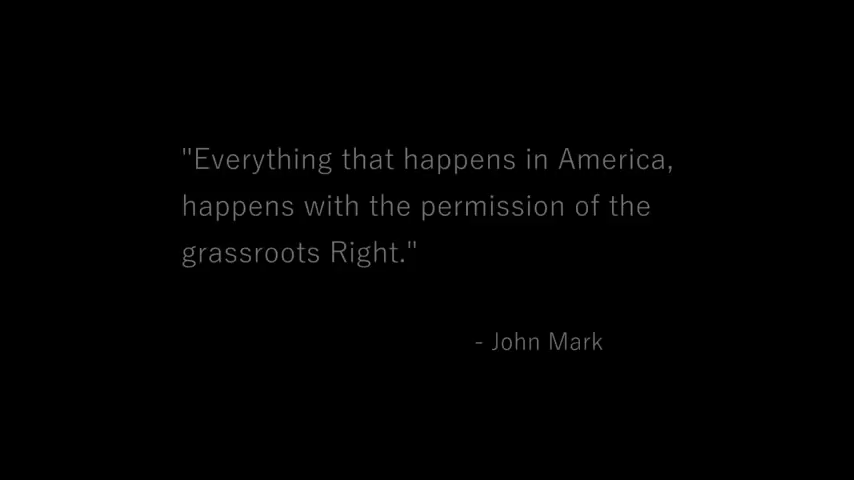 "Everything that happens in America,
happens with the permission of the
grassroots Right."
- John Mark